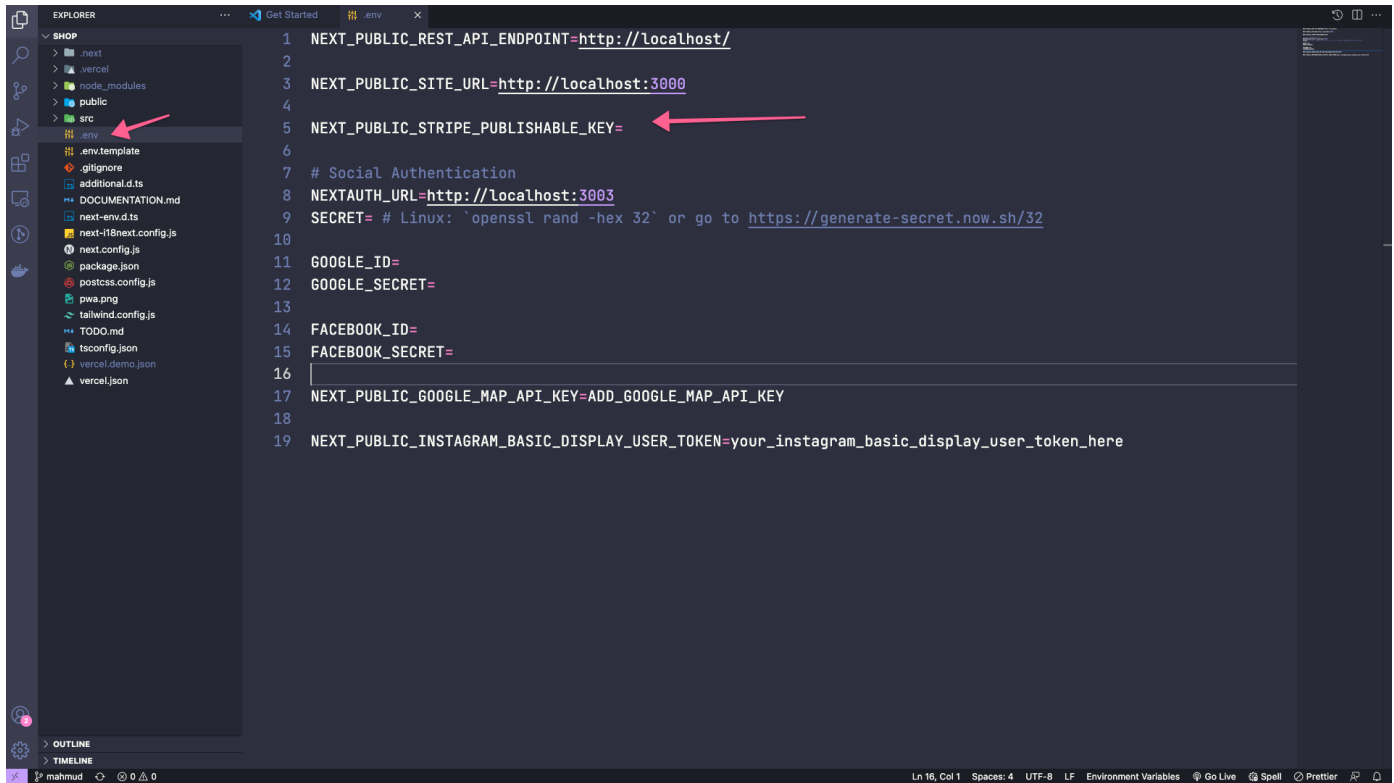 EXPLORER
Get Started
.env
SHOP
.next
.vercel
node_modules
public
src
.env
.env.template
.gitignore
additional.d.ts
DOCUMENTATION.md
next-env.d.ts
next-i18next.config.js
next.config.js
package.json
postcss.config.js
pwa.png
tailwind.config.js
TODO.md
tsconfig.json
vercel.demo.json
vercel.json
OUTLINE
TIMELINE
1 NEXT_PUBLIC_REST_API_ENDPOINT=http://localhost/
2
3 NEXT_PUBLIC_SITE_URL=http://localhost:3000
4
5 NEXT_PUBLIC_STRIPE_PUBLISHABLE_KEY=
6
7 # Social Authentication
8 NEXTAUTH_URL=http://localhost:3003
9 SECRET= # Linux: `openssl rand -hex 32` or go to https://generate-secret.now.sh/32
10
11 GOOGLE_ID=
12 GOOGLE_SECRET=
13
14 FACEBOOK_ID=
15 FACEBOOK_SECRET=
16
17 NEXT_PUBLIC_GOOGLE_MAP_API_KEY=ADD_GOOGLE_MAP_API_KEY
18
19 NEXT_PUBLIC_INSTAGRAM_BASIC_DISPLAY_USER_TOKEN=your_instagram_basic_display_user_token_here
2
mahmud 0 0 Ln 16, Col 1 Spaces: 4 UTF-8 LF Environment Variables Go Live Spell Prettier